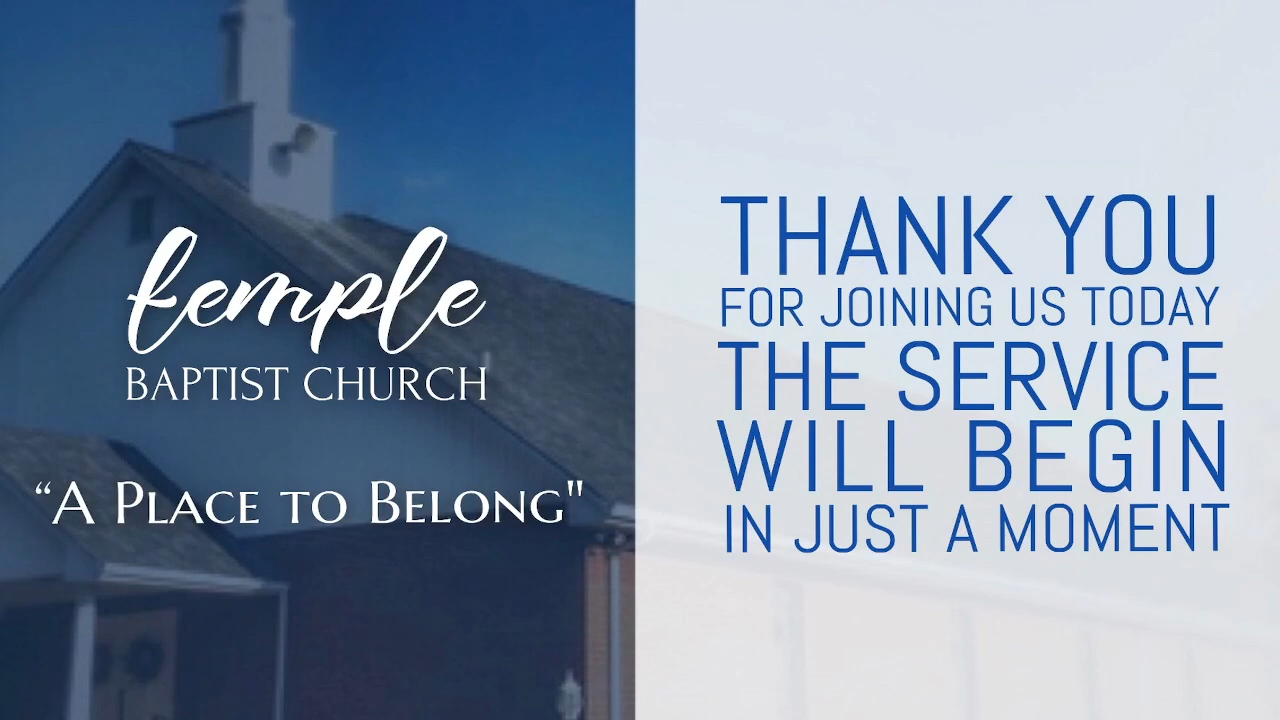 temple
BAPTIST CHURCH
“A PLACE TO BELONG"
THANK YOU
FOR JOINING US TODAY
THE SERVICE
WILL BEGIN
IN JUST A MOMENT